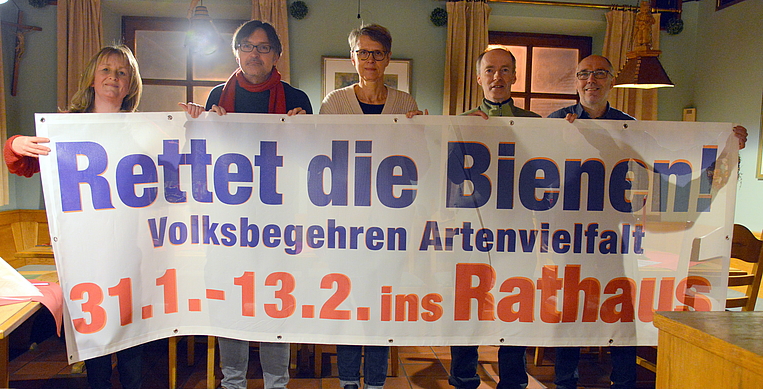 Rettet die Bienen!
Volksbegehren Artenvielfalt
31.1.-13.2. ins Rathaus